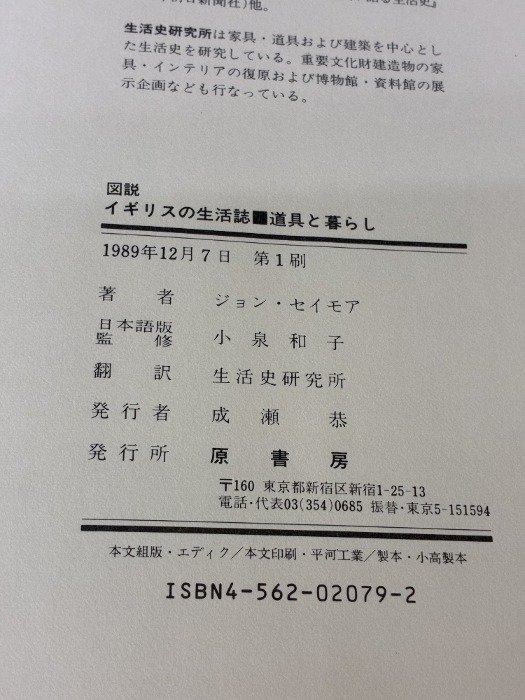 新聞社）他。
生活史研究所は家具・道具および建築を中心とし
た生活史を研究している。重要文化財建造物の家
具・インテリアの復原および博物館・資料館の展
示企画なども行なっている。
図説
イギリスの生活誌■道具と暮らし
1989年12月7日　第1刷
著者　ジョン・セイモア
日本語版
監修　小泉和子
翻訳　生活史研究所
発行者　成瀬恭
発行所　原書房
〒160 東京都新宿区新宿1-25-13
電話・代表03(354)0685 振替・東京5-151594
本文組版・エディク／本文印刷・平河工業／製本・小高製本
ISBN4-562-02079-2